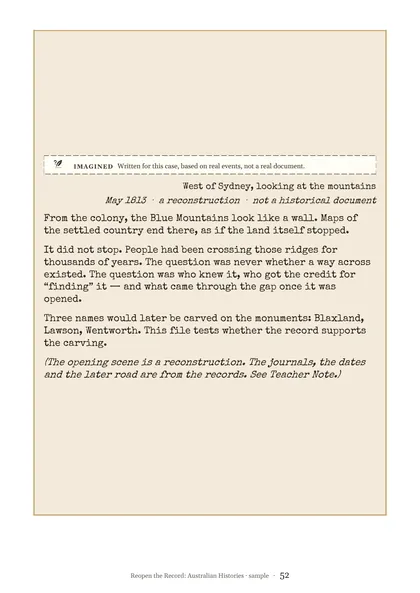 IMAGINED Written for this case, based on real events, not a real document.
West of Sydney, looking at the mountains
May 1813 · a reconstruction · not a historical document
From the colony, the Blue Mountains look like a wall. Maps of
the settled country end there, as if the land itself stopped.
It did not stop. People had been crossing those ridges for
thousands of years. The question was never whether a way across
existed. The question was who knew it, who got the credit for
“finding” it — and what came through the gap once it was
opened.
Three names would later be carved on the monuments: Blaxland,
Lawson, Wentworth. This file tests whether the record supports
the carving.
(The opening scene is a reconstruction. The journals, the dates
and the later road are from the records. See Teacher Note.)
Reopen the Record: Australian Histories · sample · 52